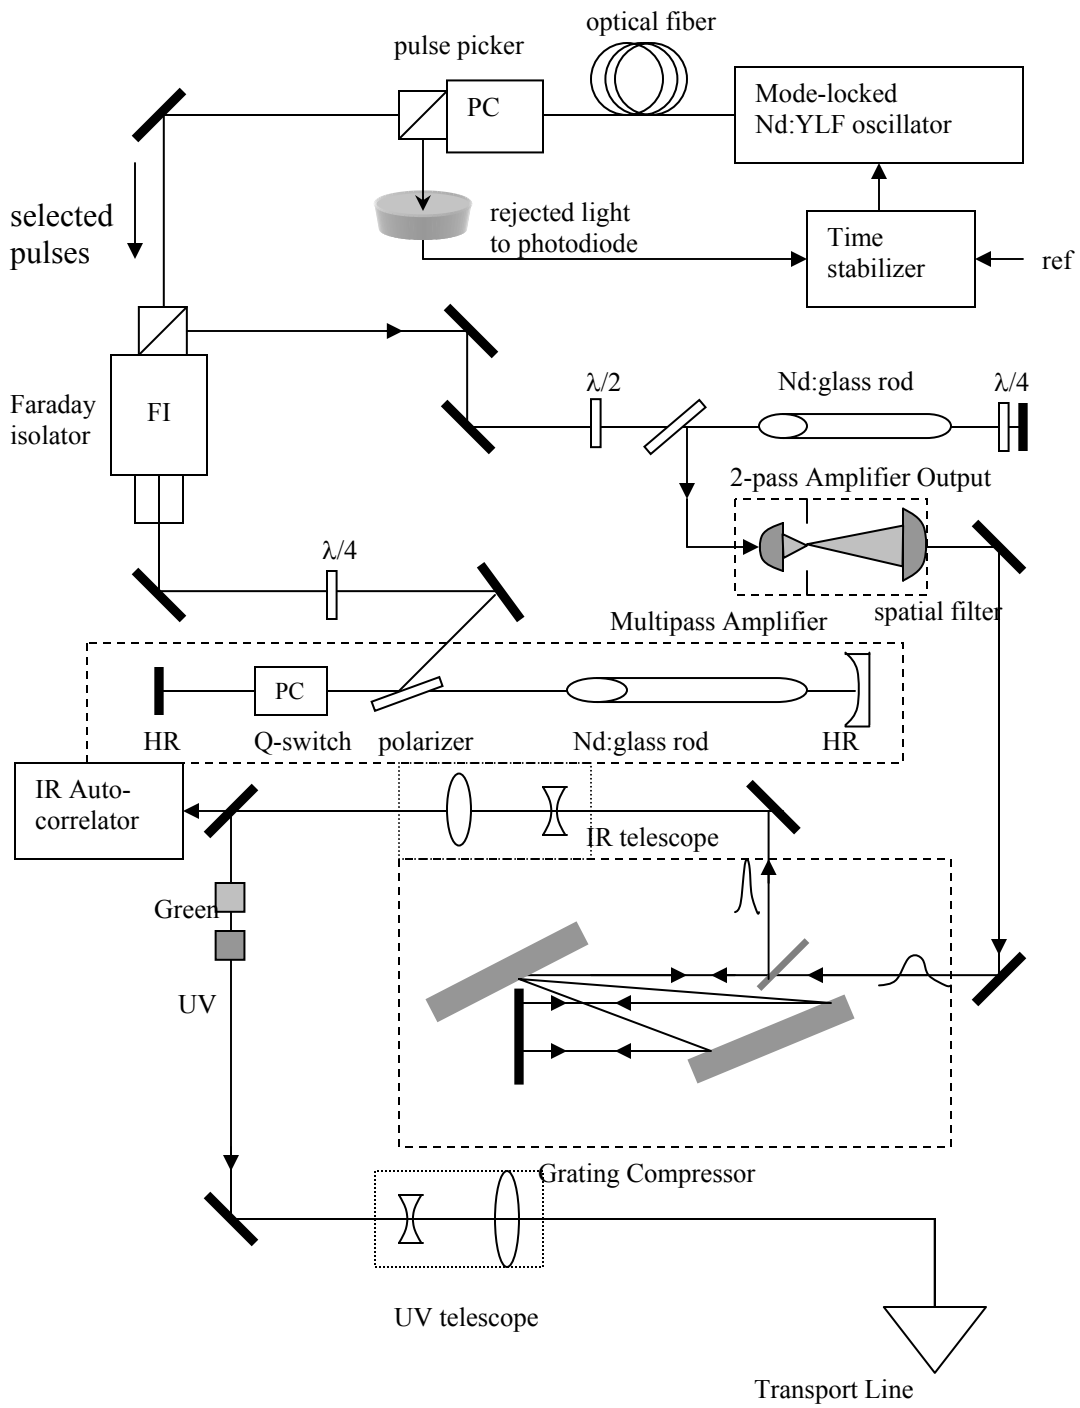 optical fiber
pulse picker
PC
Mode-locked
Nd:YLF oscillator
selected
pulses
rejected light
to photodiode
Time
stabilizer
ref
λ/2
Nd:glass rod
λ/4
Faraday
isolator
FI
2-pass Amplifier Output
λ/4
spatial filter
Multipass Amplifier
PC
HR
Q-switch
polarizer
Nd:glass rod
HR
IR Auto-
correlator
IR telescope
Green
UV
Grating Compressor
UV telescope
Transport Line